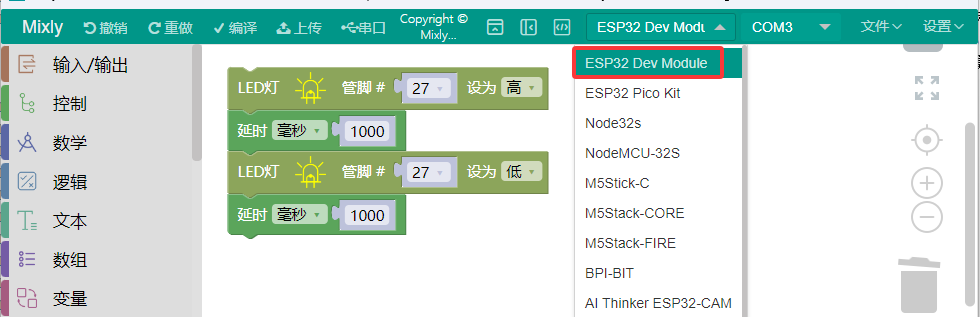 Mixly 撤销 重做 编译 上传 串口 Copyright © Mixly... ESP32 Dev Modu COM3 文件 设置
输入/输出
控制
数学
逻辑
文本
数组
变量
LED灯 管脚 # 27 设为 高
延时 毫秒 1000
LED灯 管脚 # 27 设为 低
延时 毫秒 1000
ESP32 Dev Module
ESP32 Pico Kit
Node32s
NodeMCU-32S
M5Stick-C
M5Stack-CORE
M5Stack-FIRE
BPI-BIT
AI Thinker ESP32-CAM